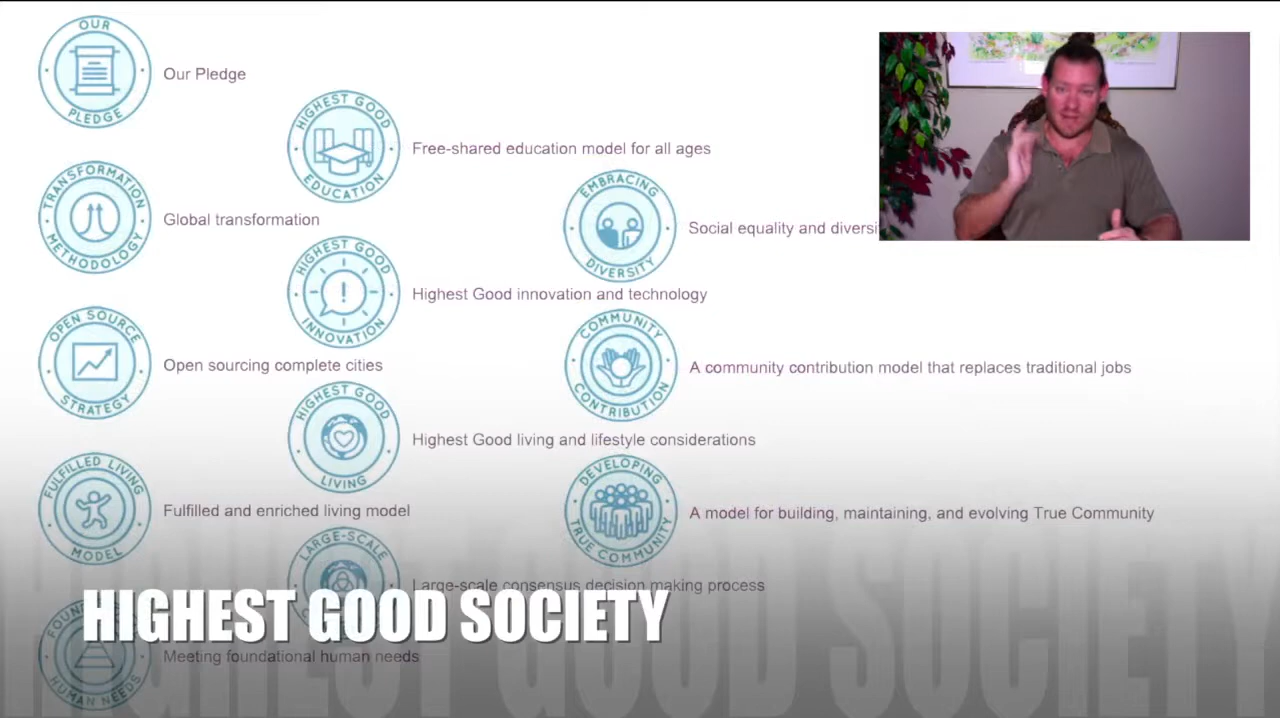 OUR PLEDGE
Our Pledge
HIGHEST GOOD EDUCATION
Free-shared education model for all ages
TRANSFORMATION METHODOLOGY
Global transformation
EMBRACING DIVERSITY
Social equality and diversi
HIGHEST GOOD INNOVATION
Highest Good innovation and technology
OPEN SOURCE STRATEGY
Open sourcing complete cities
COMMUNITY CONTRIBUTION
A community contribution model that replaces traditional jobs
HIGHEST GOOD LIVING
Highest Good living and lifestyle considerations
FULFILLED LIVING MODEL
Fulfilled and enriched living model
DEVELOPING TRUE COMMUNITY
A model for building, maintaining, and evolving True Community
LARGE-SCALE
Large-scale consensus decision making process
HIGHEST GOOD SOCIETY
HUMAN NEEDS
Meeting foundational human needs
HIGHEST GOOD SOCIETY